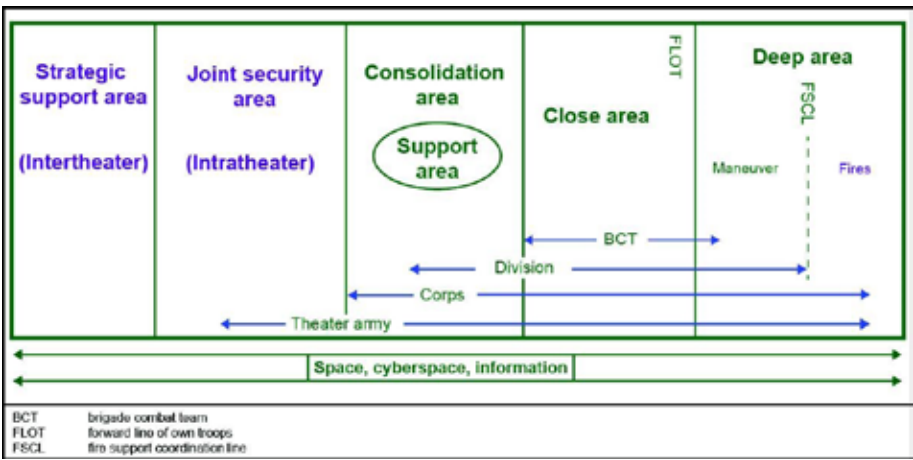 Strategic
support area
(Intertheater)
Joint security
area
(Intratheater)
Consolidation
area
Support
area
Close area
FLOT
Deep area
FSCL
Maneuver
Fires
BCT
Division
Corps
Theater army
Space, cyberspace, information
BCT brigade combat team
FLOT forward line of own troops
FSCL fire support coordination line